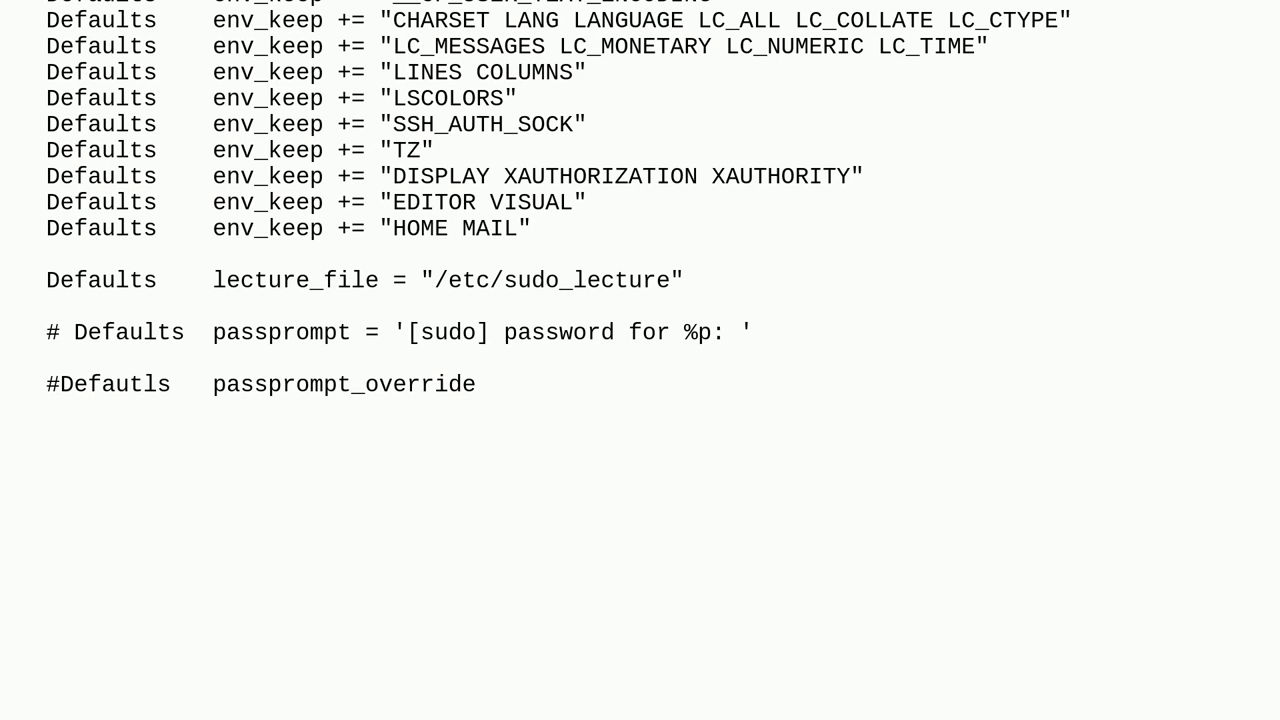 Defaults    env_keep
Defaults    env_keep += "CHARSET LANG LANGUAGE LC_ALL LC_COLLATE LC_CTYPE"
Defaults    env_keep += "LC_MESSAGES LC_MONETARY LC_NUMERIC LC_TIME"
Defaults    env_keep += "LINES COLUMNS"
Defaults    env_keep += "LSCOLORS"
Defaults    env_keep += "SSH_AUTH_SOCK"
Defaults    env_keep += "TZ"
Defaults    env_keep += "DISPLAY XAUTHORIZATION XAUTHORITY"
Defaults    env_keep += "EDITOR VISUAL"
Defaults    env_keep += "HOME MAIL"
Defaults    lecture_file = "/etc/sudo_lecture"
# Defaults  passprompt = '[sudo] password for %p: '
#Defautls   passprompt_override